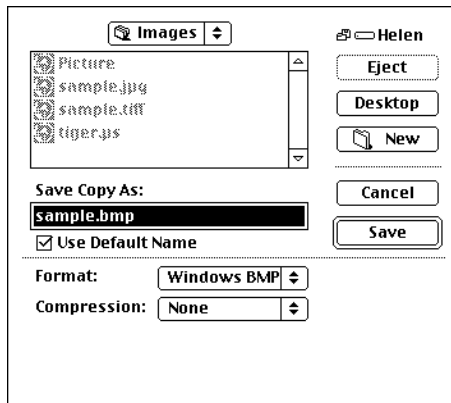 Images
Helen
Picture
sample.jpg
sample.tiff
tiger.ps
Eject
Desktop
New
Save Copy As:
sample.bmp
Use Default Name
Cancel
Save
Format: Windows BMP
Compression: None